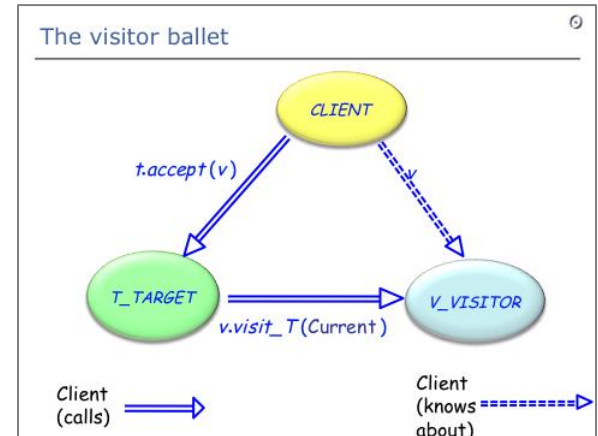 The visitor ballet
CLIENT
t.accept(v)
v
T_TARGET
V_VISITOR
v.visit_T(Current)
Client
(calls)
Client
(knows
about)